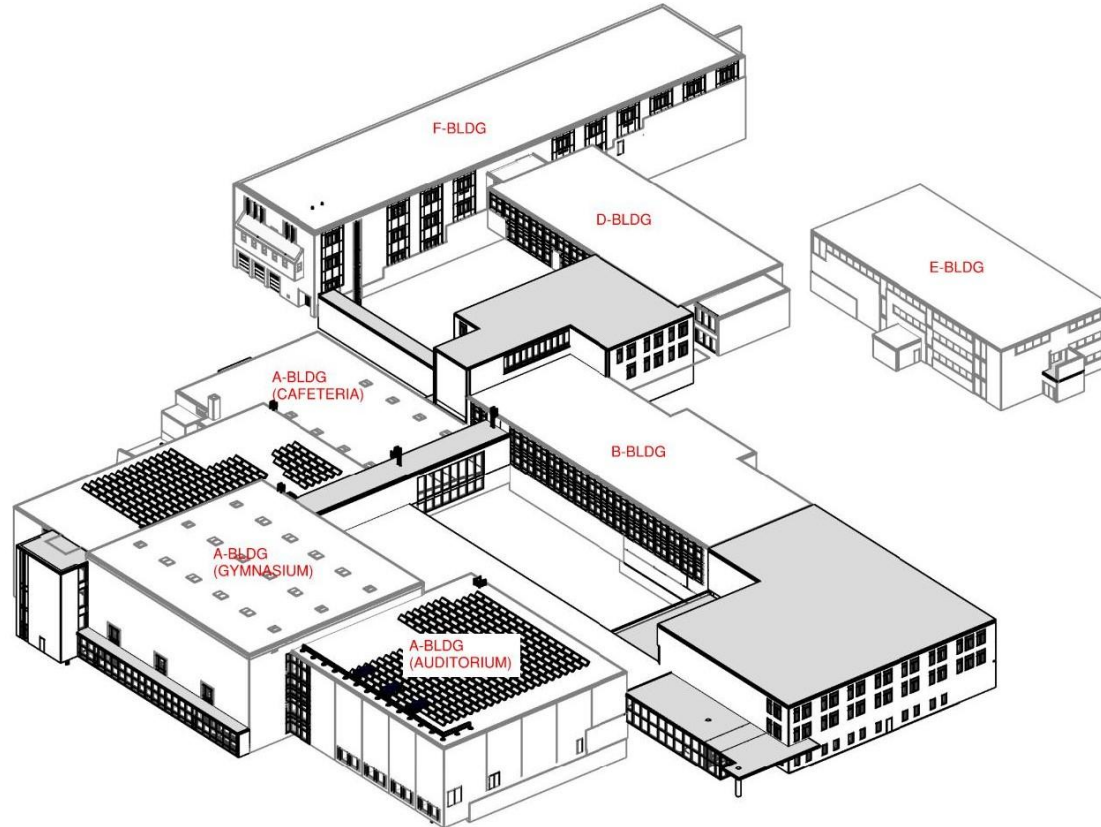 F-BLDG
D-BLDG
E-BLDG
A-BLDG
(CAFETERIA)
B-BLDG
A-BLDG
(GYMNASIUM)
A-BLDG
(AUDITORIUM)